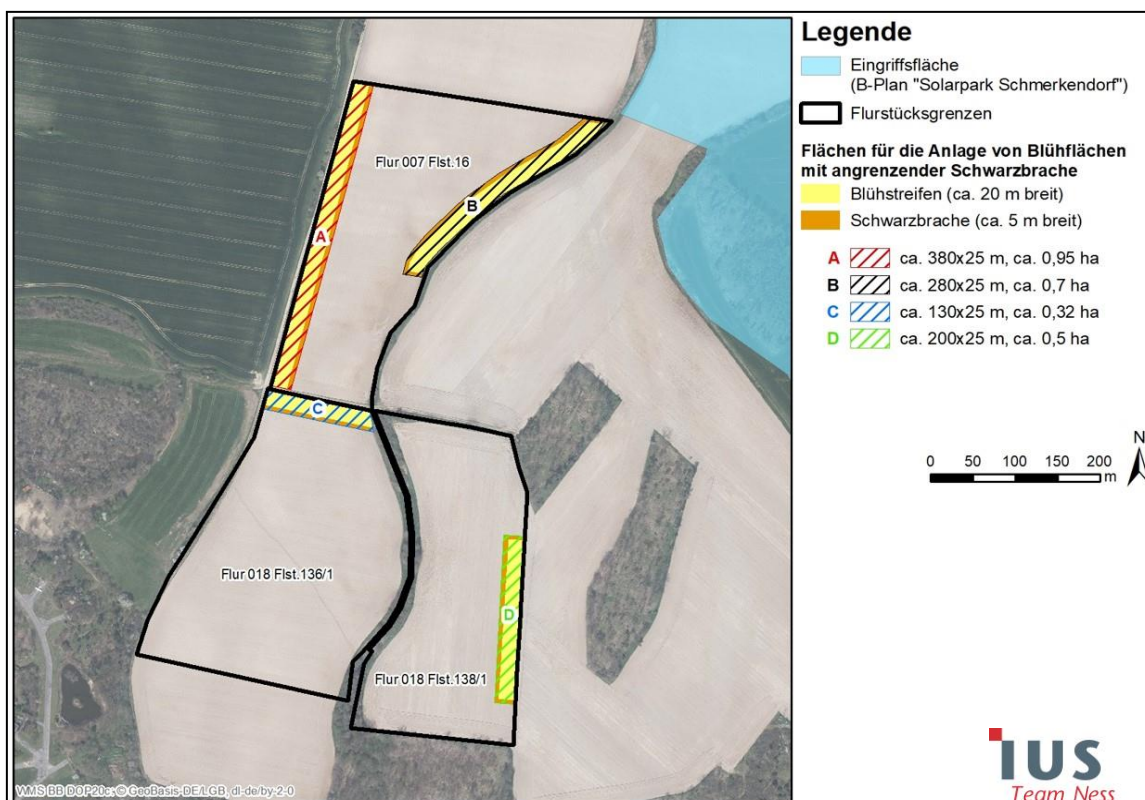 Legende
Eingriffsfläche
(B-Plan "Solarpark Schmerkendorf")
Flurstücksgrenzen
Flächen für die Anlage von Blühflächen
mit angrenzender Schwarzbrache
Blühstreifen (ca. 20 m breit)
Schwarzbrache (ca. 5 m breit)
A ca. 380x25 m, ca. 0,95 ha
B ca. 280x25 m, ca. 0,7 ha
C ca. 130x25 m, ca. 0,32 ha
D ca. 200x25 m, ca. 0,5 ha
Flur 007 Flst.16
A
B
C
D
Flur 018 Flst.136/1
Flur 018 Flst.138/1
N
0 50 100 150 200
m
WMS BB DOP20c: © GeoBasis-DE/LGB, dl-de/by-2-0
IUS
Team Ness